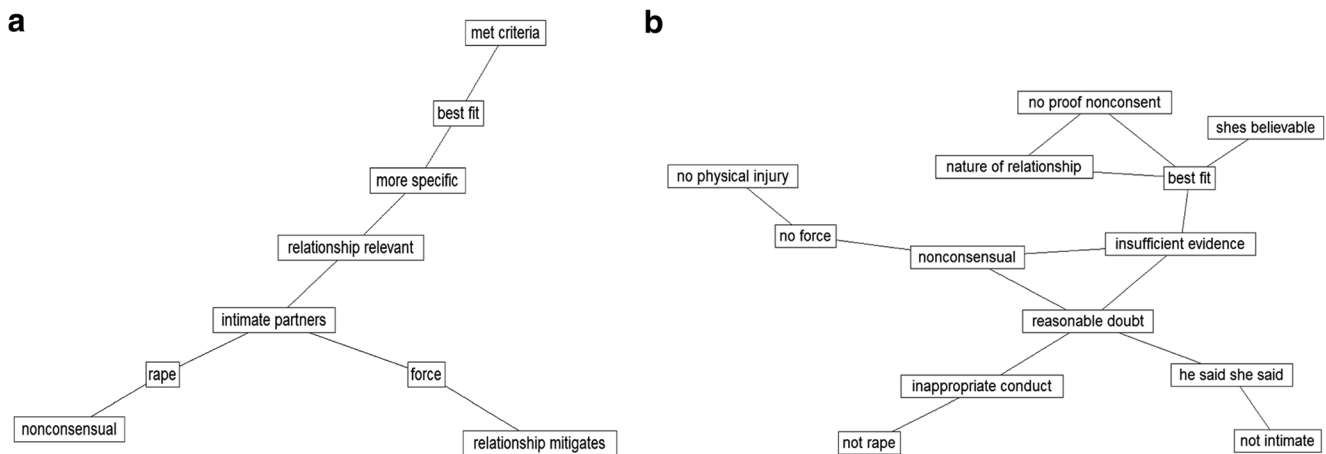 a
met criteria
best fit
more specific
relationship relevant
intimate partners
rape
force
nonconsensual
relationship mitigates
b
no proof nonconsent
shes believable
nature of relationship
best fit
no physical injury
no force
nonconsensual
insufficient evidence
reasonable doubt
inappropriate conduct
he said she said
not rape
not intimate